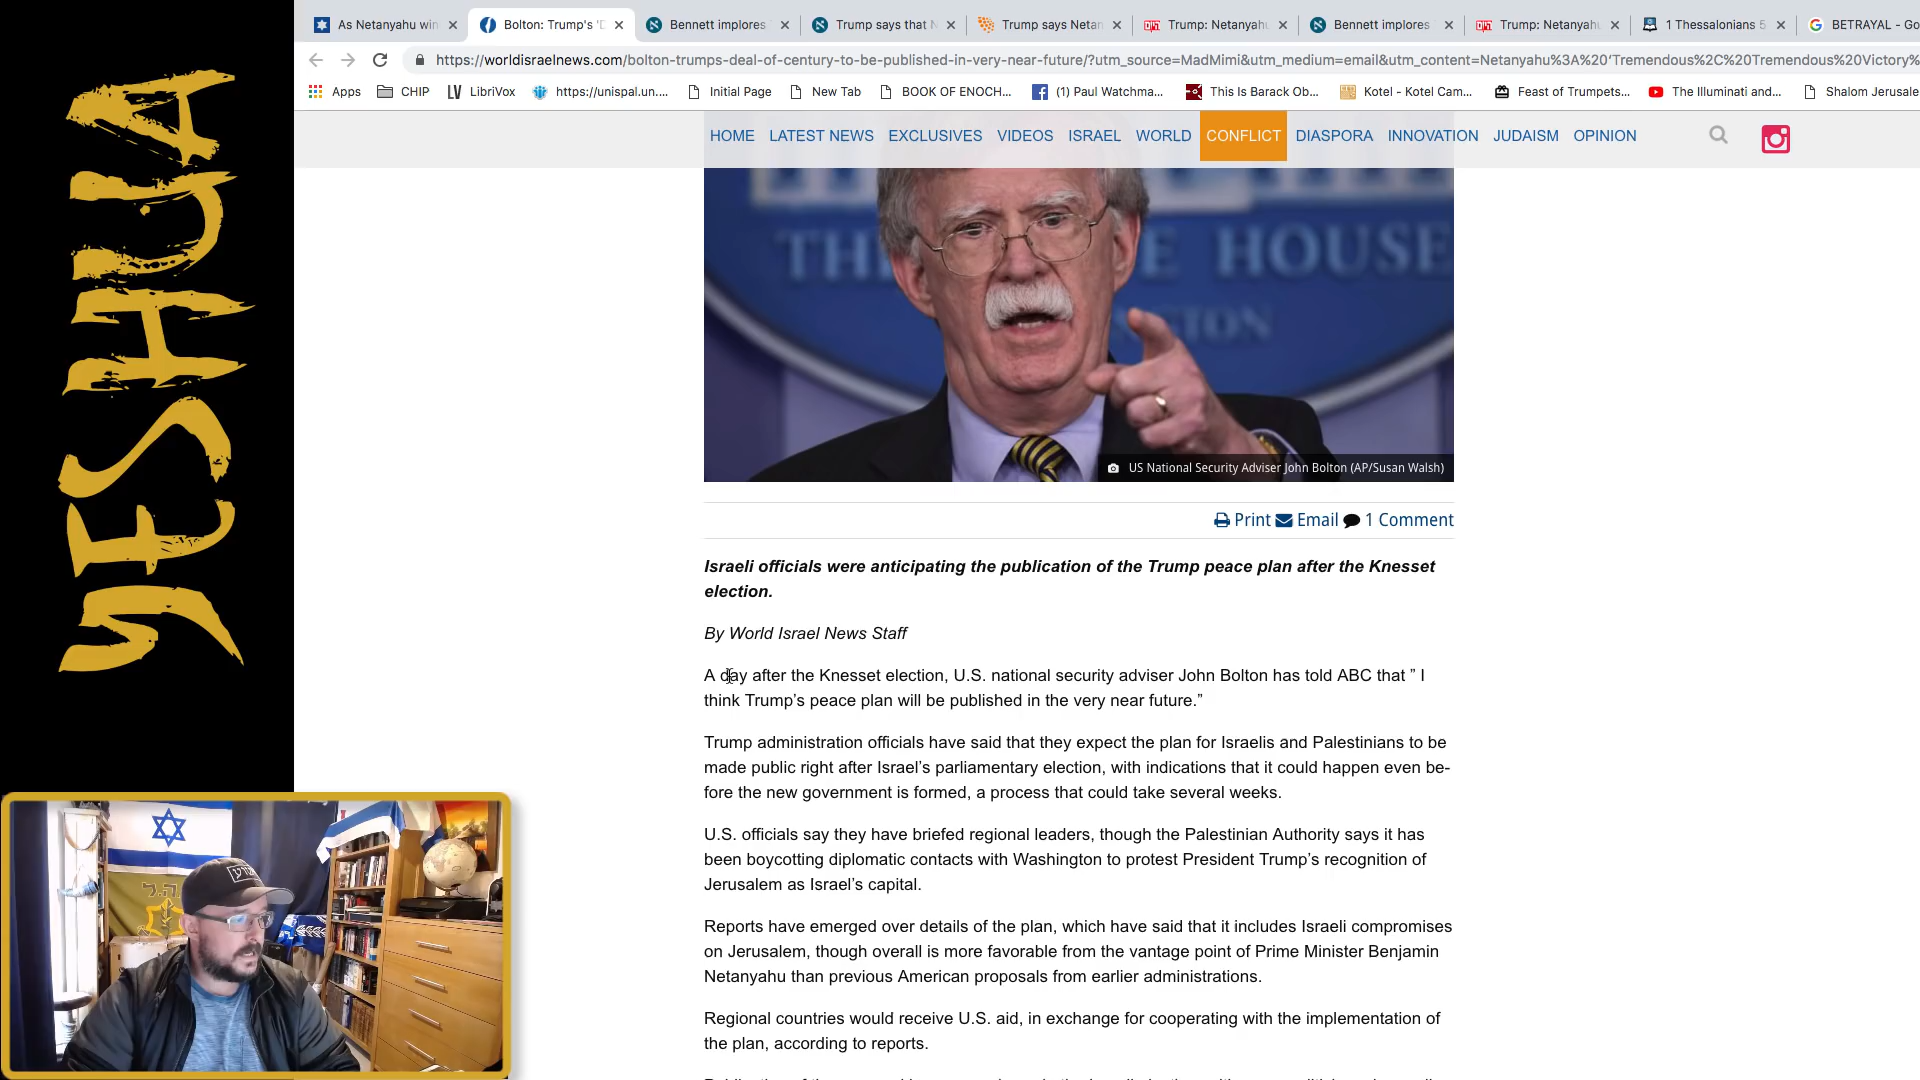 As Netanyahu win
Bolton: Trump's 'D
Bennett implores
Trump says that N
Trump says Netan
Trump: Netanyahu
Bennett implores
Trump: Netanyahu
1 Thessalonians 5
BETRAYAL - Go
https://worldisraelnews.com/bolton-trumps-deal-of-century-to-be-published-in-very-near-future/?utm_source=MadMimi&utm_medium=email&utm_content=Netanyahu%3A%20'Tremendous%2C%20Tremendous%20Victory%
Apps
CHIP
LV LibriVox
https://unispal.un....
Initial Page
New Tab
BOOK OF ENOCH...
(1) Paul Watchma...
This Is Barack Ob...
Kotel - Kotel Cam...
Feast of Trumpets...
The Illuminati and...
Shalom Jerusale
HOME LATEST NEWS EXCLUSIVES VIDEOS ISRAEL WORLD CONFLICT DIASPORA INNOVATION JUDAISM OPINION
YESHUA
HOUSE
US National Security Adviser John Bolton (AP/Susan Walsh)
Print Email 1 Comment
Israeli officials were anticipating the publication of the Trump peace plan after the Knesset
election.
By World Israel News Staff
A day after the Knesset election, U.S. national security adviser John Bolton has told ABC that ” I
think Trump’s peace plan will be published in the very near future.”
Trump administration officials have said that they expect the plan for Israelis and Palestinians to be
made public right after Israel’s parliamentary election, with indications that it could happen even be-
fore the new government is formed, a process that could take several weeks.
U.S. officials say they have briefed regional leaders, though the Palestinian Authority says it has
been boycotting diplomatic contacts with Washington to protest President Trump’s recognition of
Jerusalem as Israel’s capital.
Reports have emerged over details of the plan, which have said that it includes Israeli compromises
on Jerusalem, though overall is more favorable from the vantage point of Prime Minister Benjamin
Netanyahu than previous American proposals from earlier administrations.
Regional countries would receive U.S. aid, in exchange for cooperating with the implementation of
the plan, according to reports.